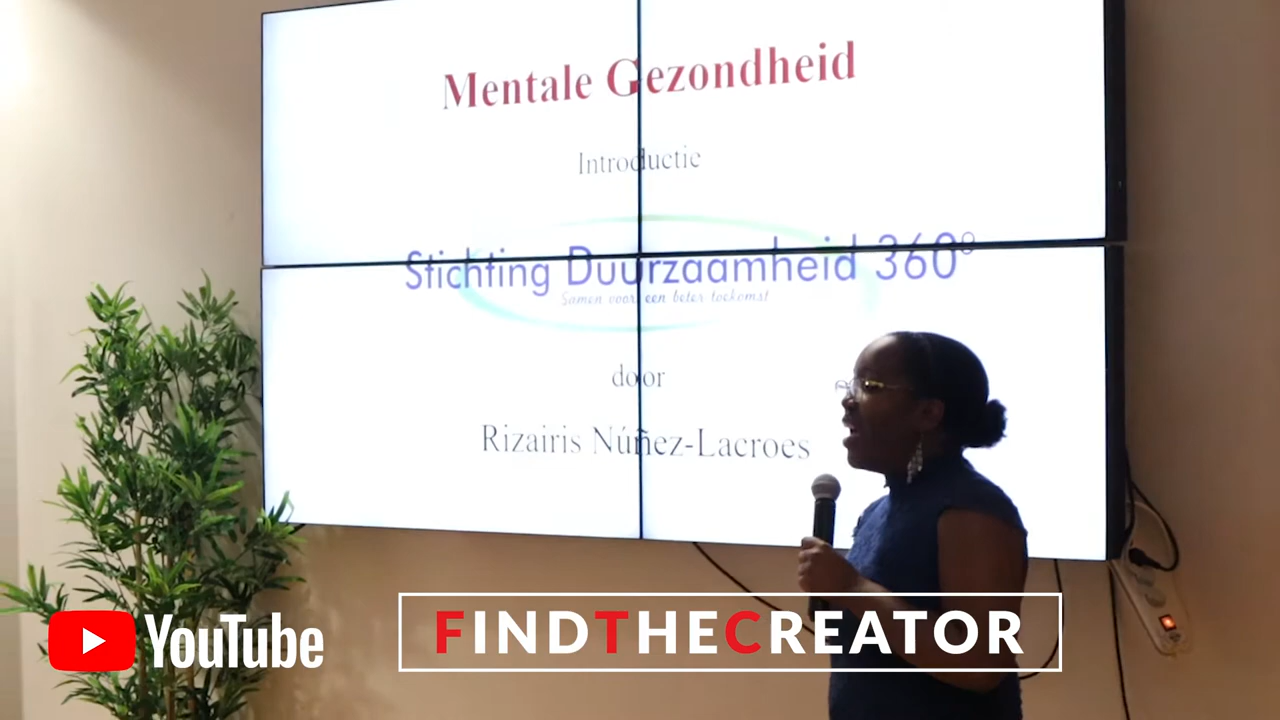 Mentale Gezondheid
Introductie
Stichting Duurzaamheid 360°
Samen voor een beter toekomst
door
Rizairis Núñez-Lacroes
YouTube
FINDTHECREATOR